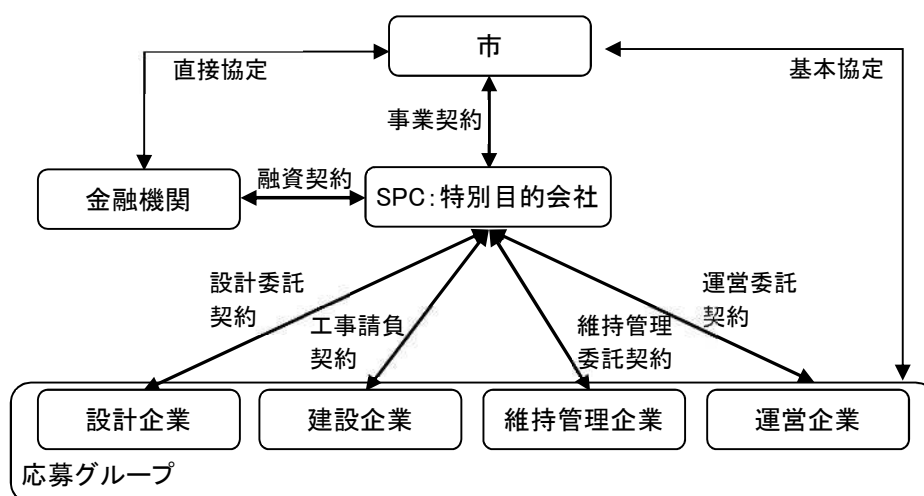 市
直接協定
基本協定
事業契約
融資契約
金融機関
SPC:特別目的会社
設計委託
契約
工事請負
契約
維持管理
委託契約
運営委託
契約
設計企業
建設企業
維持管理企業
運営企業
応募グループ